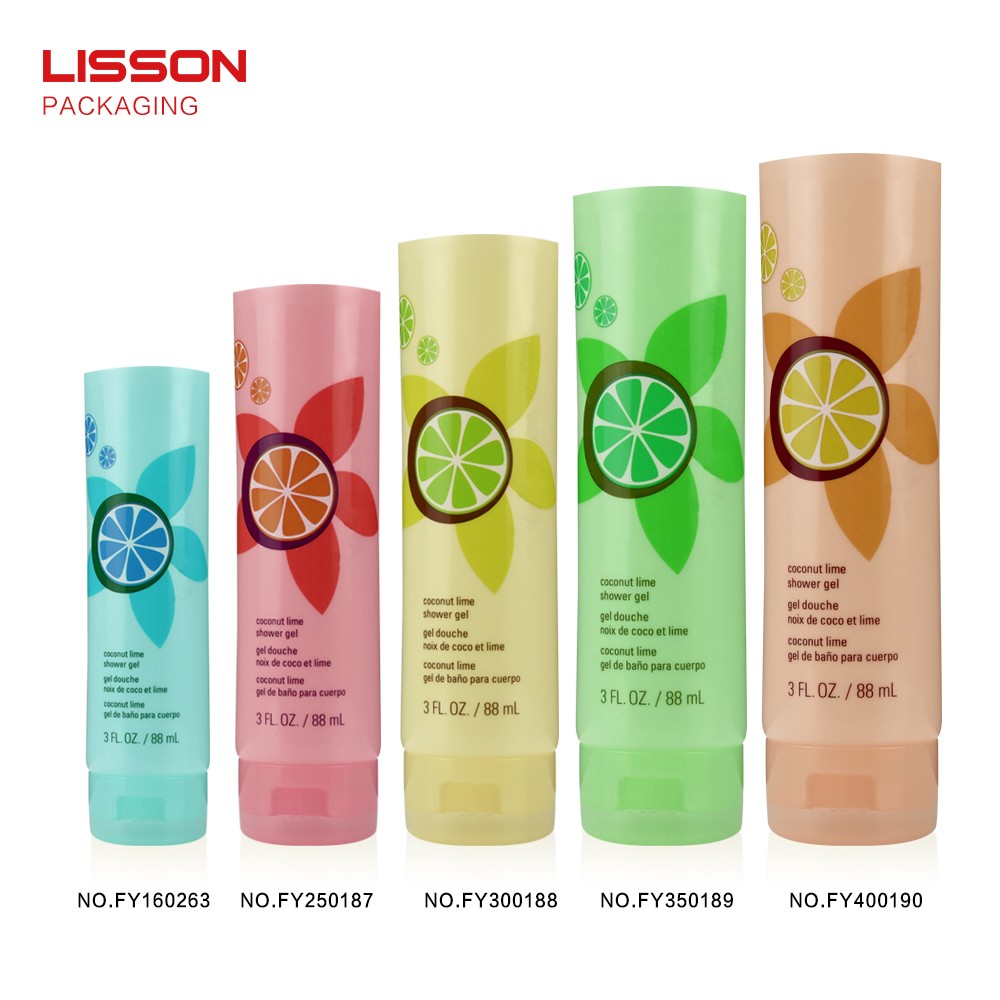 LISSON
PACKAGING
coconut lime
shower gel
gel douche
noix de coco et lime
coconut lime
gel de baño para cuerpo
3 FL. OZ. / 88 mL
coconut lime
shower gel
gel douche
noix de coco et lime
coconut lime
gel de baño para cuerpo
3 FL. OZ. / 88 mL
coconut lime
shower gel
gel douche
noix de coco et lime
coconut lime
gel de baño para cuerpo
3 FL. OZ. / 88 mL
coconut lime
shower gel
gel douche
noix de coco et lime
coconut lime
gel de baño para cuerpo
3 FL. OZ. / 88 mL
coconut lime
shower gel
gel douche
noix de coco et lime
coconut lime
gel de baño para cuerpo
3 FL. OZ. / 88 mL
NO.FY160263
NO.FY250187
NO.FY300188
NO.FY350189
NO.FY400190